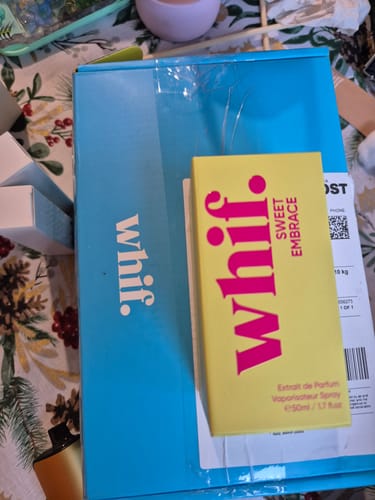 whif.
whif.
SWEET
EMBRACE
Extrait de Parfum
Vaporisateur Spray
℮50ml / 1.7 fl.oz
OST
PHONE
10 kg
1 OF 1